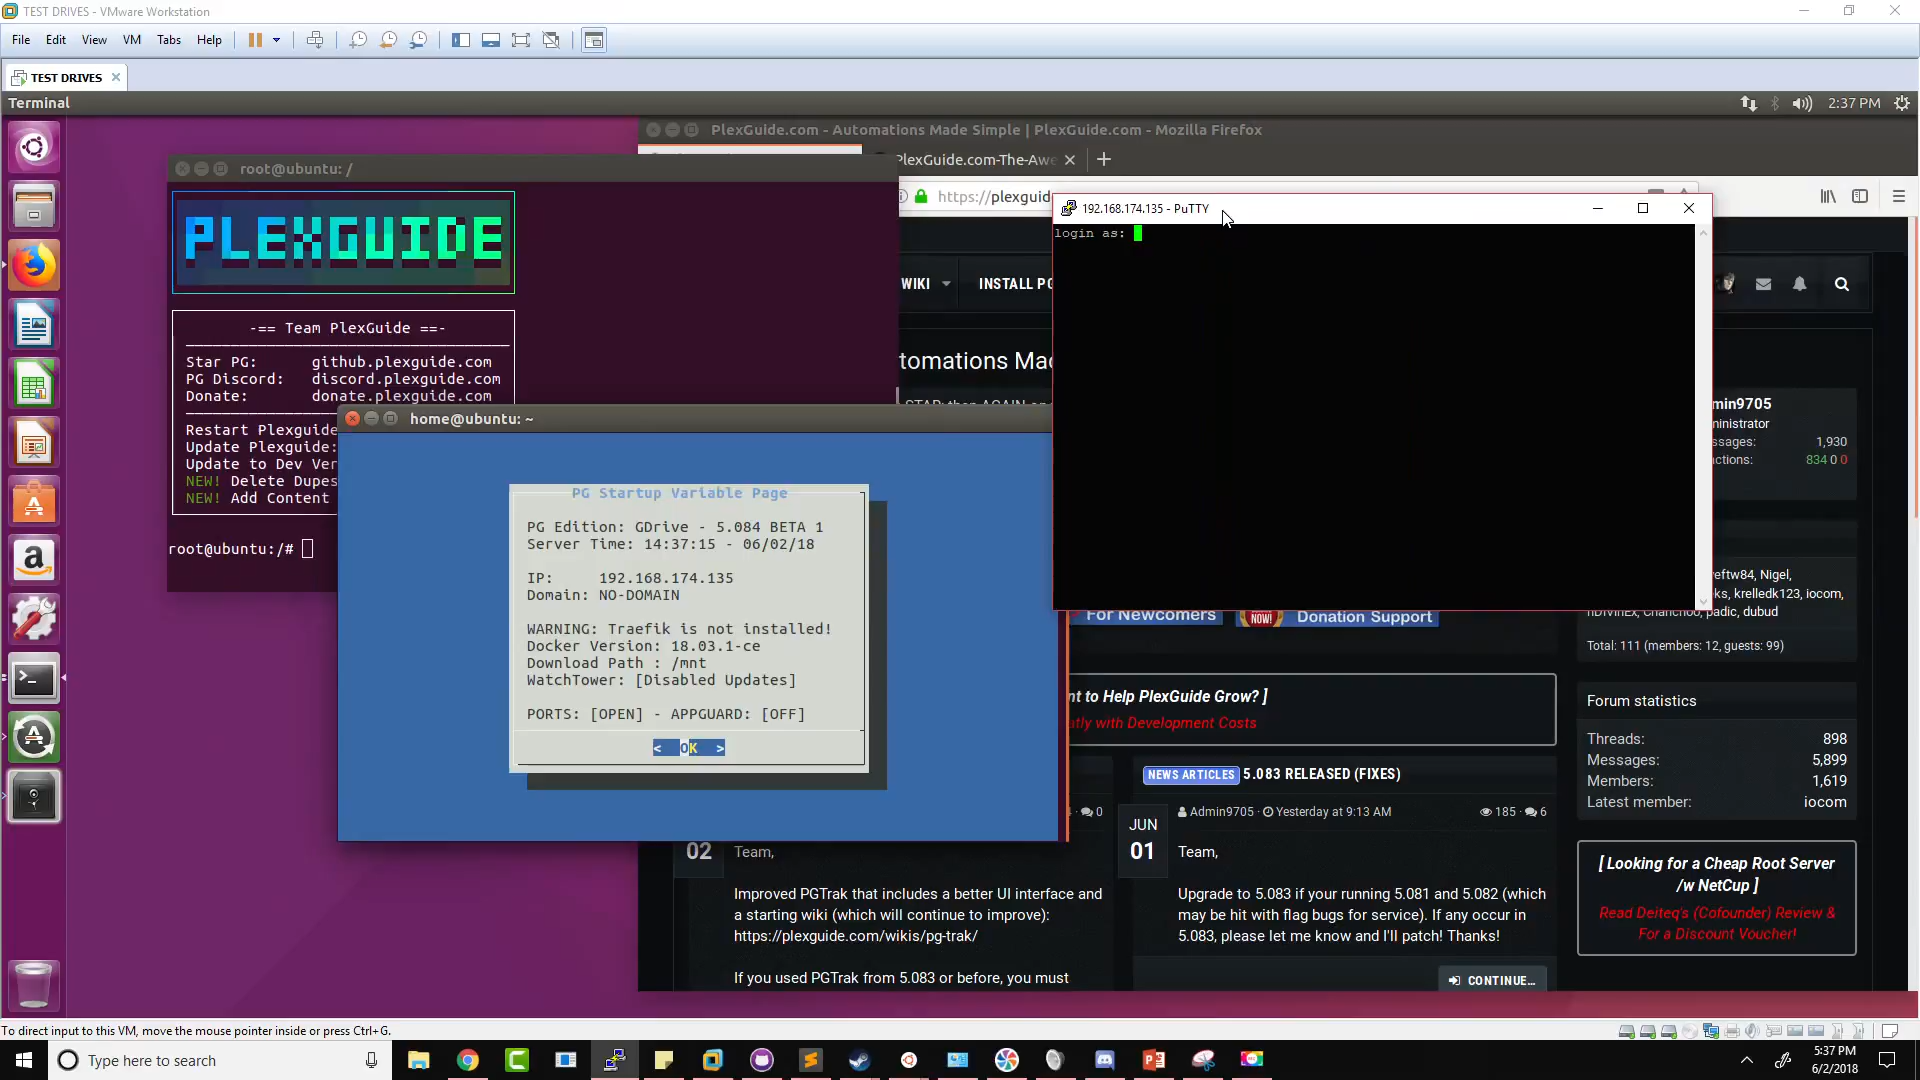 TEST DRIVES - VMware Workstation
File Edit View VM Tabs Help
TEST DRIVES
Terminal
2:37 PM
PlexGuide.com - Automations Made Simple | PlexGuide.com - Mozilla Firefox
PlexGuide.com-The-Awe
https://plexguid
root@ubuntu: /
PLEXGUIDE
-== Team PlexGuide ==-
Star PG: github.plexguide.com
PG Discord: discord.plexguide.com
Donate: donate.plexguide.com
Restart Plexguide
Update Plexguide:
Update to Dev Ver
NEW! Delete Dupes
NEW! Add Content
root@ubuntu:/#
home@ubuntu: ~
PG Startup Variable Page
PG Edition: GDrive - 5.084 BETA 1
Server Time: 14:37:15 - 06/02/18
IP: 192.168.174.135
Domain: NO-DOMAIN
WARNING: Traefik is not installed!
Docker Version: 18.03.1-ce
Download Path : /mnt
WatchTower: [Disabled Updates]
PORTS: [OPEN] - APPGUARD: [OFF]
< OK >
192.168.174.135 - PuTTY
login as:
WIKI INSTALL PG
tomations Mad
min9705
ministrator
ssages: 1,930
ctions: 834 0 0
eftw84, Nigel,
ks, krelledk123, iocom,
padic, dubud
Total: 111 (members: 12, guests: 99)
For Newcomers
NOW! Donation Support
nt to Help PlexGuide Grow? ]
atly with Development Costs
Forum statistics
Threads: 898
Messages: 5,899
Members: 1,619
Latest member: iocom
[ Looking for a Cheap Root Server
/w NetCup ]
Read Deiteq's (Cofounder) Review &
For a Discount Voucher!
0
02
Team,
Improved PGTrak that includes a better UI interface and
a starting wiki (which will continue to improve):
https://plexguide.com/wikis/pg-trak/
If you used PGTrak from 5.083 or before, you must
NEWS ARTICLES 5.083 RELEASED (FIXES)
JUN
01
Admin9705 · Yesterday at 9:13 AM
185 · 6
Team,
Upgrade to 5.083 if your running 5.081 and 5.082 (which
may be hit with flag bugs for service). If any occur in
5.083, please let me know and I'll patch! Thanks!
CONTINUE...
To direct input to this VM, move the mouse pointer inside or press Ctrl+G.
Type here to search
5:37 PM
6/2/2018